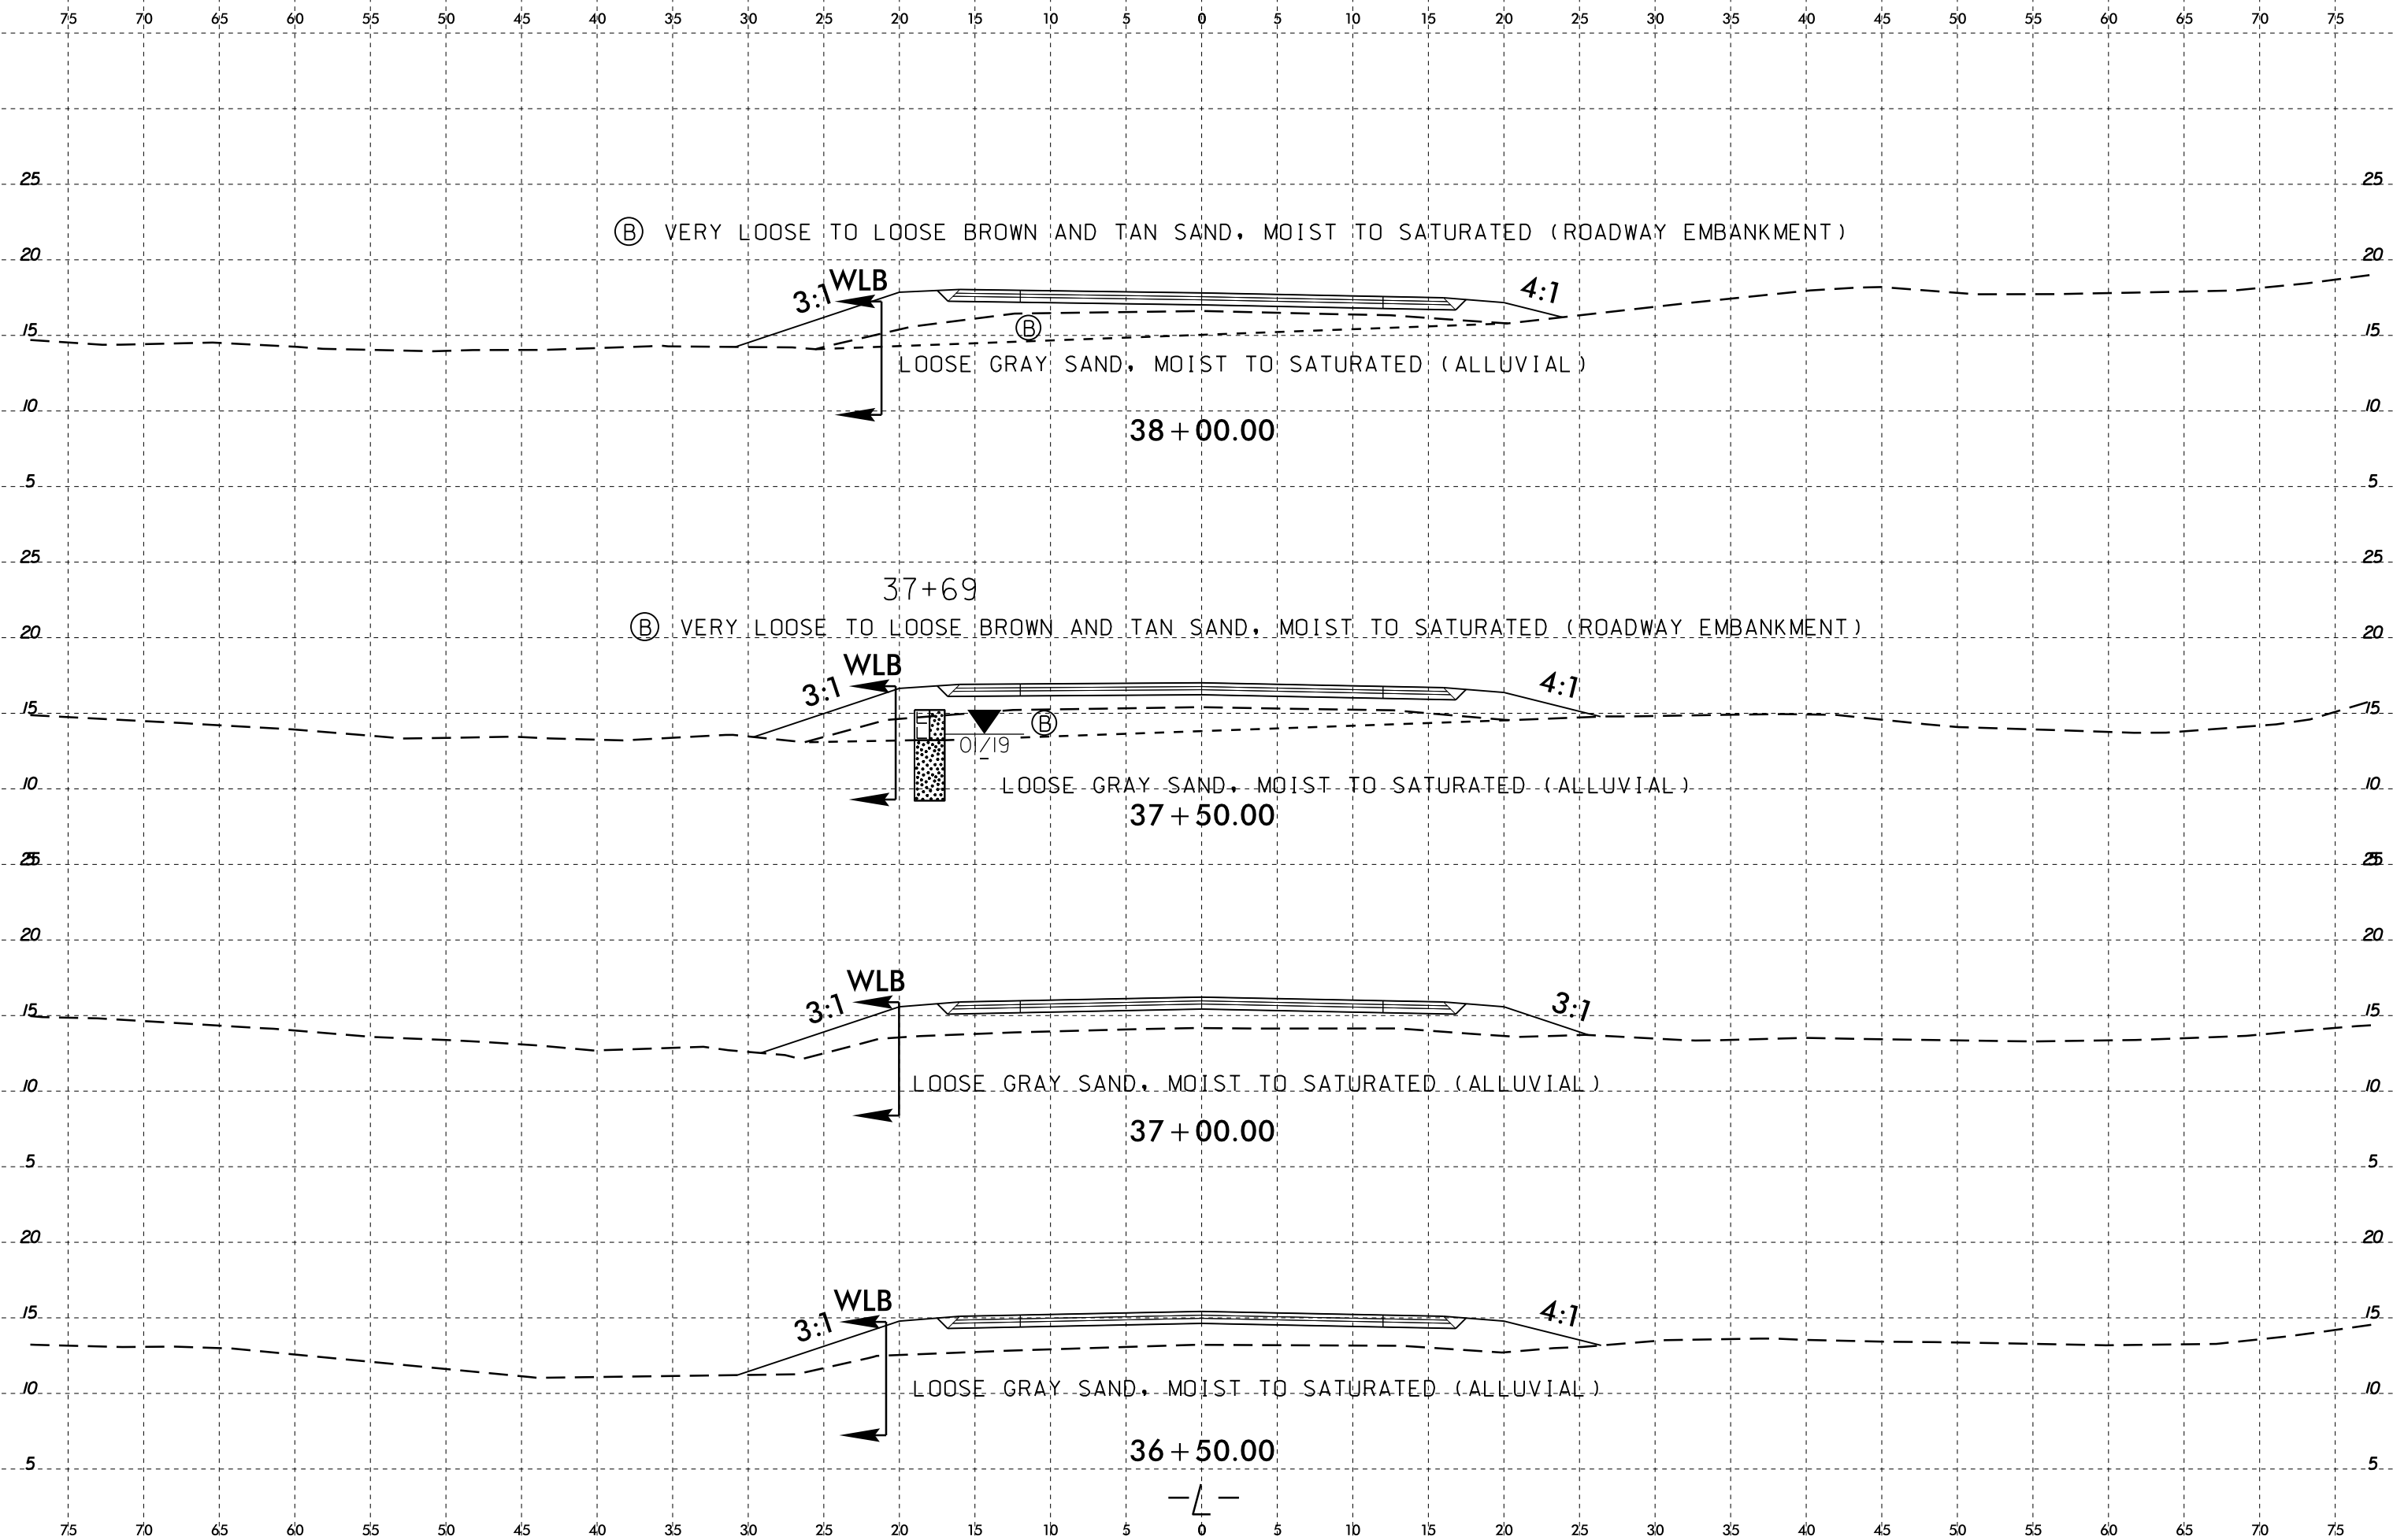 75 70 65 60 55 50 45 40 35 30 25 20 15 10 5 0 5 10 15 20 25 30 35 40 45 50 55 60 65 70 75
25 25
Ⓑ VERY LOOSE TO LOOSE BROWN AND TAN SAND, MOIST TO SATURATED (ROADWAY EMBANKMENT)
20 20
WLB
3:1 4:1
15 Ⓑ 15
LOOSE GRAY SAND, MOIST TO SATURATED (ALLUVIAL)
10 10
38+00.00
5 5
25 25
37+69
Ⓑ VERY LOOSE TO LOOSE BROWN AND TAN SAND, MOIST TO SATURATED (ROADWAY EMBANKMENT)
20 20
WLB
3:1 4:1
15 Ⓑ 15
01/19
10 LOOSE GRAY SAND, MOIST TO SATURATED (ALLUVIAL) 10
37+50.00
25 25
20 20
WLB
3:1 3:1
15 15
LOOSE GRAY SAND, MOIST TO SATURATED (ALLUVIAL)
10 10
37+00.00
5 5
20 20
WLB
3:1 4:1
15 15
LOOSE GRAY SAND, MOIST TO SATURATED (ALLUVIAL)
10 10
36+50.00
5 5
-L-
75 70 65 60 55 50 45 40 35 30 25 20 15 10 5 0 5 10 15 20 25 30 35 40 45 50 55 60 65 70 75